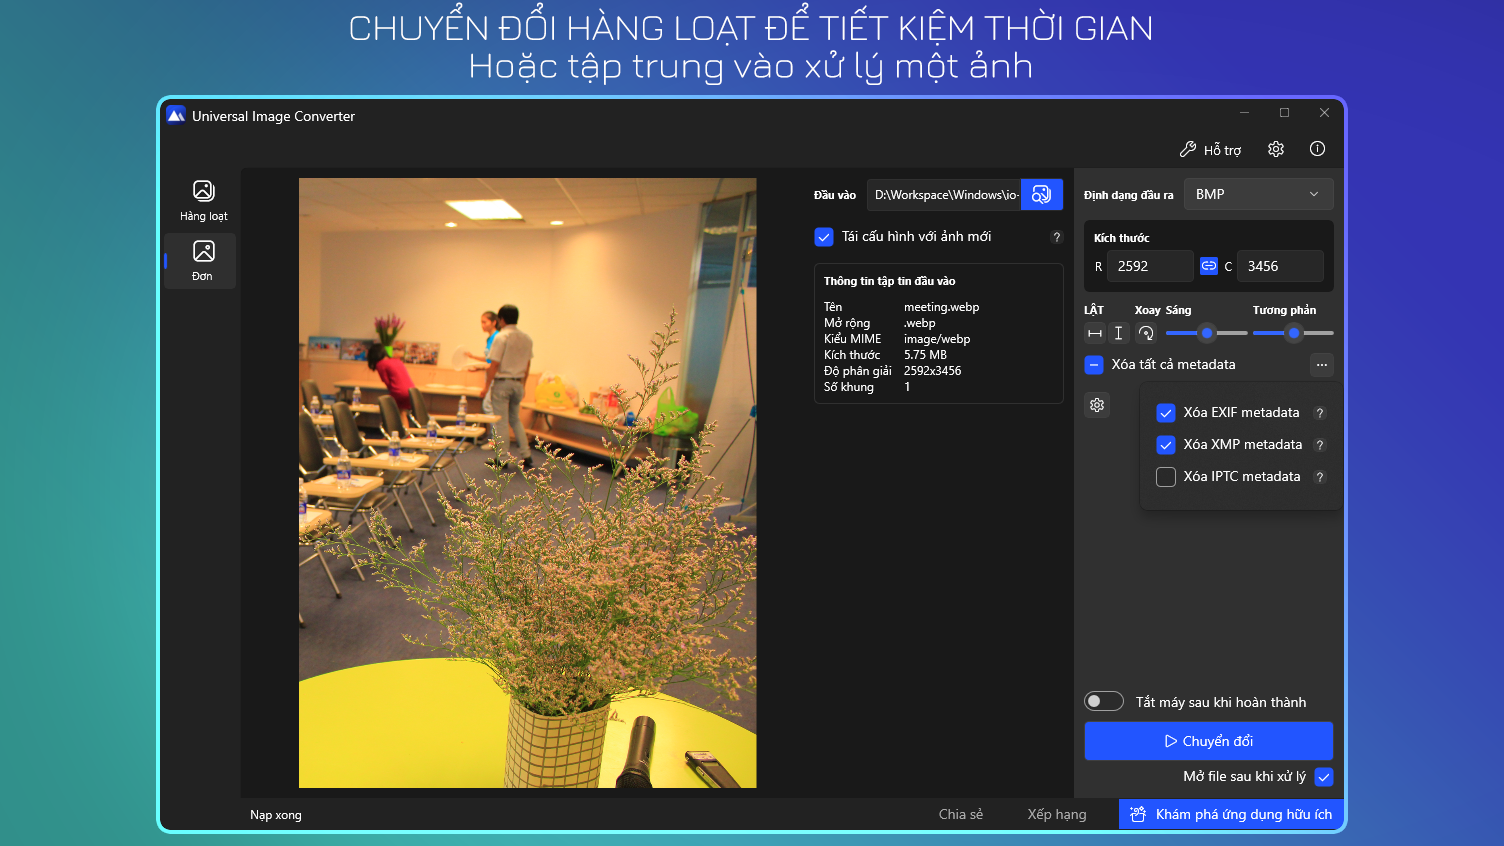 CHUYỂN ĐỔI HÀNG LOẠT ĐỂ TIẾT KIỆM THỜI GIAN
Hoặc tập trung vào xử lý một ảnh
Universal Image Converter
Hỗ trợ
Hàng loạt
Đơn
Đầu vào
D:\Workspace\Windows\io-
Tái cấu hình với ảnh mới
?
Thông tin tập tin đầu vào
Tên meeting.webp
Mở rộng .webp
Kiểu MIME image/webp
Kích thước 5.75 MB
Độ phân giải 2592x3456
Số khung 1
Định dạng đầu ra BMP
Kích thước
R 2592 C 3456
LẬT Xoay Sáng Tương phản
Xóa tất cả metadata ...
Xóa EXIF metadata ?
Xóa XMP metadata ?
Xóa IPTC metadata ?
Tắt máy sau khi hoàn thành
Chuyển đổi
Mở file sau khi xử lý
Nạp xong
Chia sẻ
Xếp hạng
Khám phá ứng dụng hữu ích